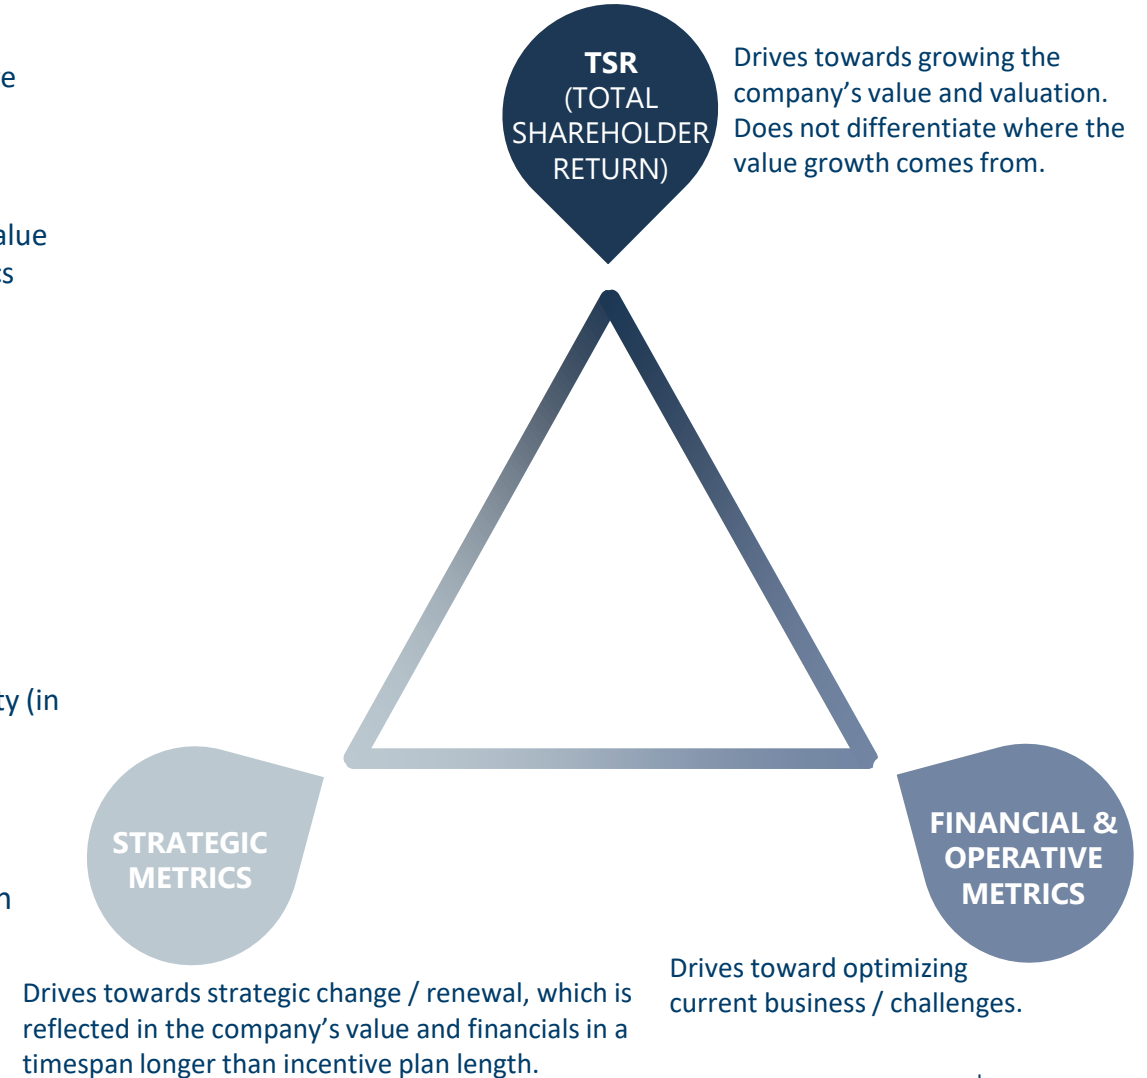 TSR
(TOTAL
SHAREHOLDER
RETURN)
Drives towards growing the
company's value and valuation.
Does not differentiate where the
value growth comes from.
ty (in
STRATEGIC
METRICS
FINANCIAL &
OPERATIVE
METRICS
Drives toward optimizing
current business / challenges.
Drives towards strategic change / renewal, which is
reflected in the company's value and financials in a
timespan longer than incentive plan length.